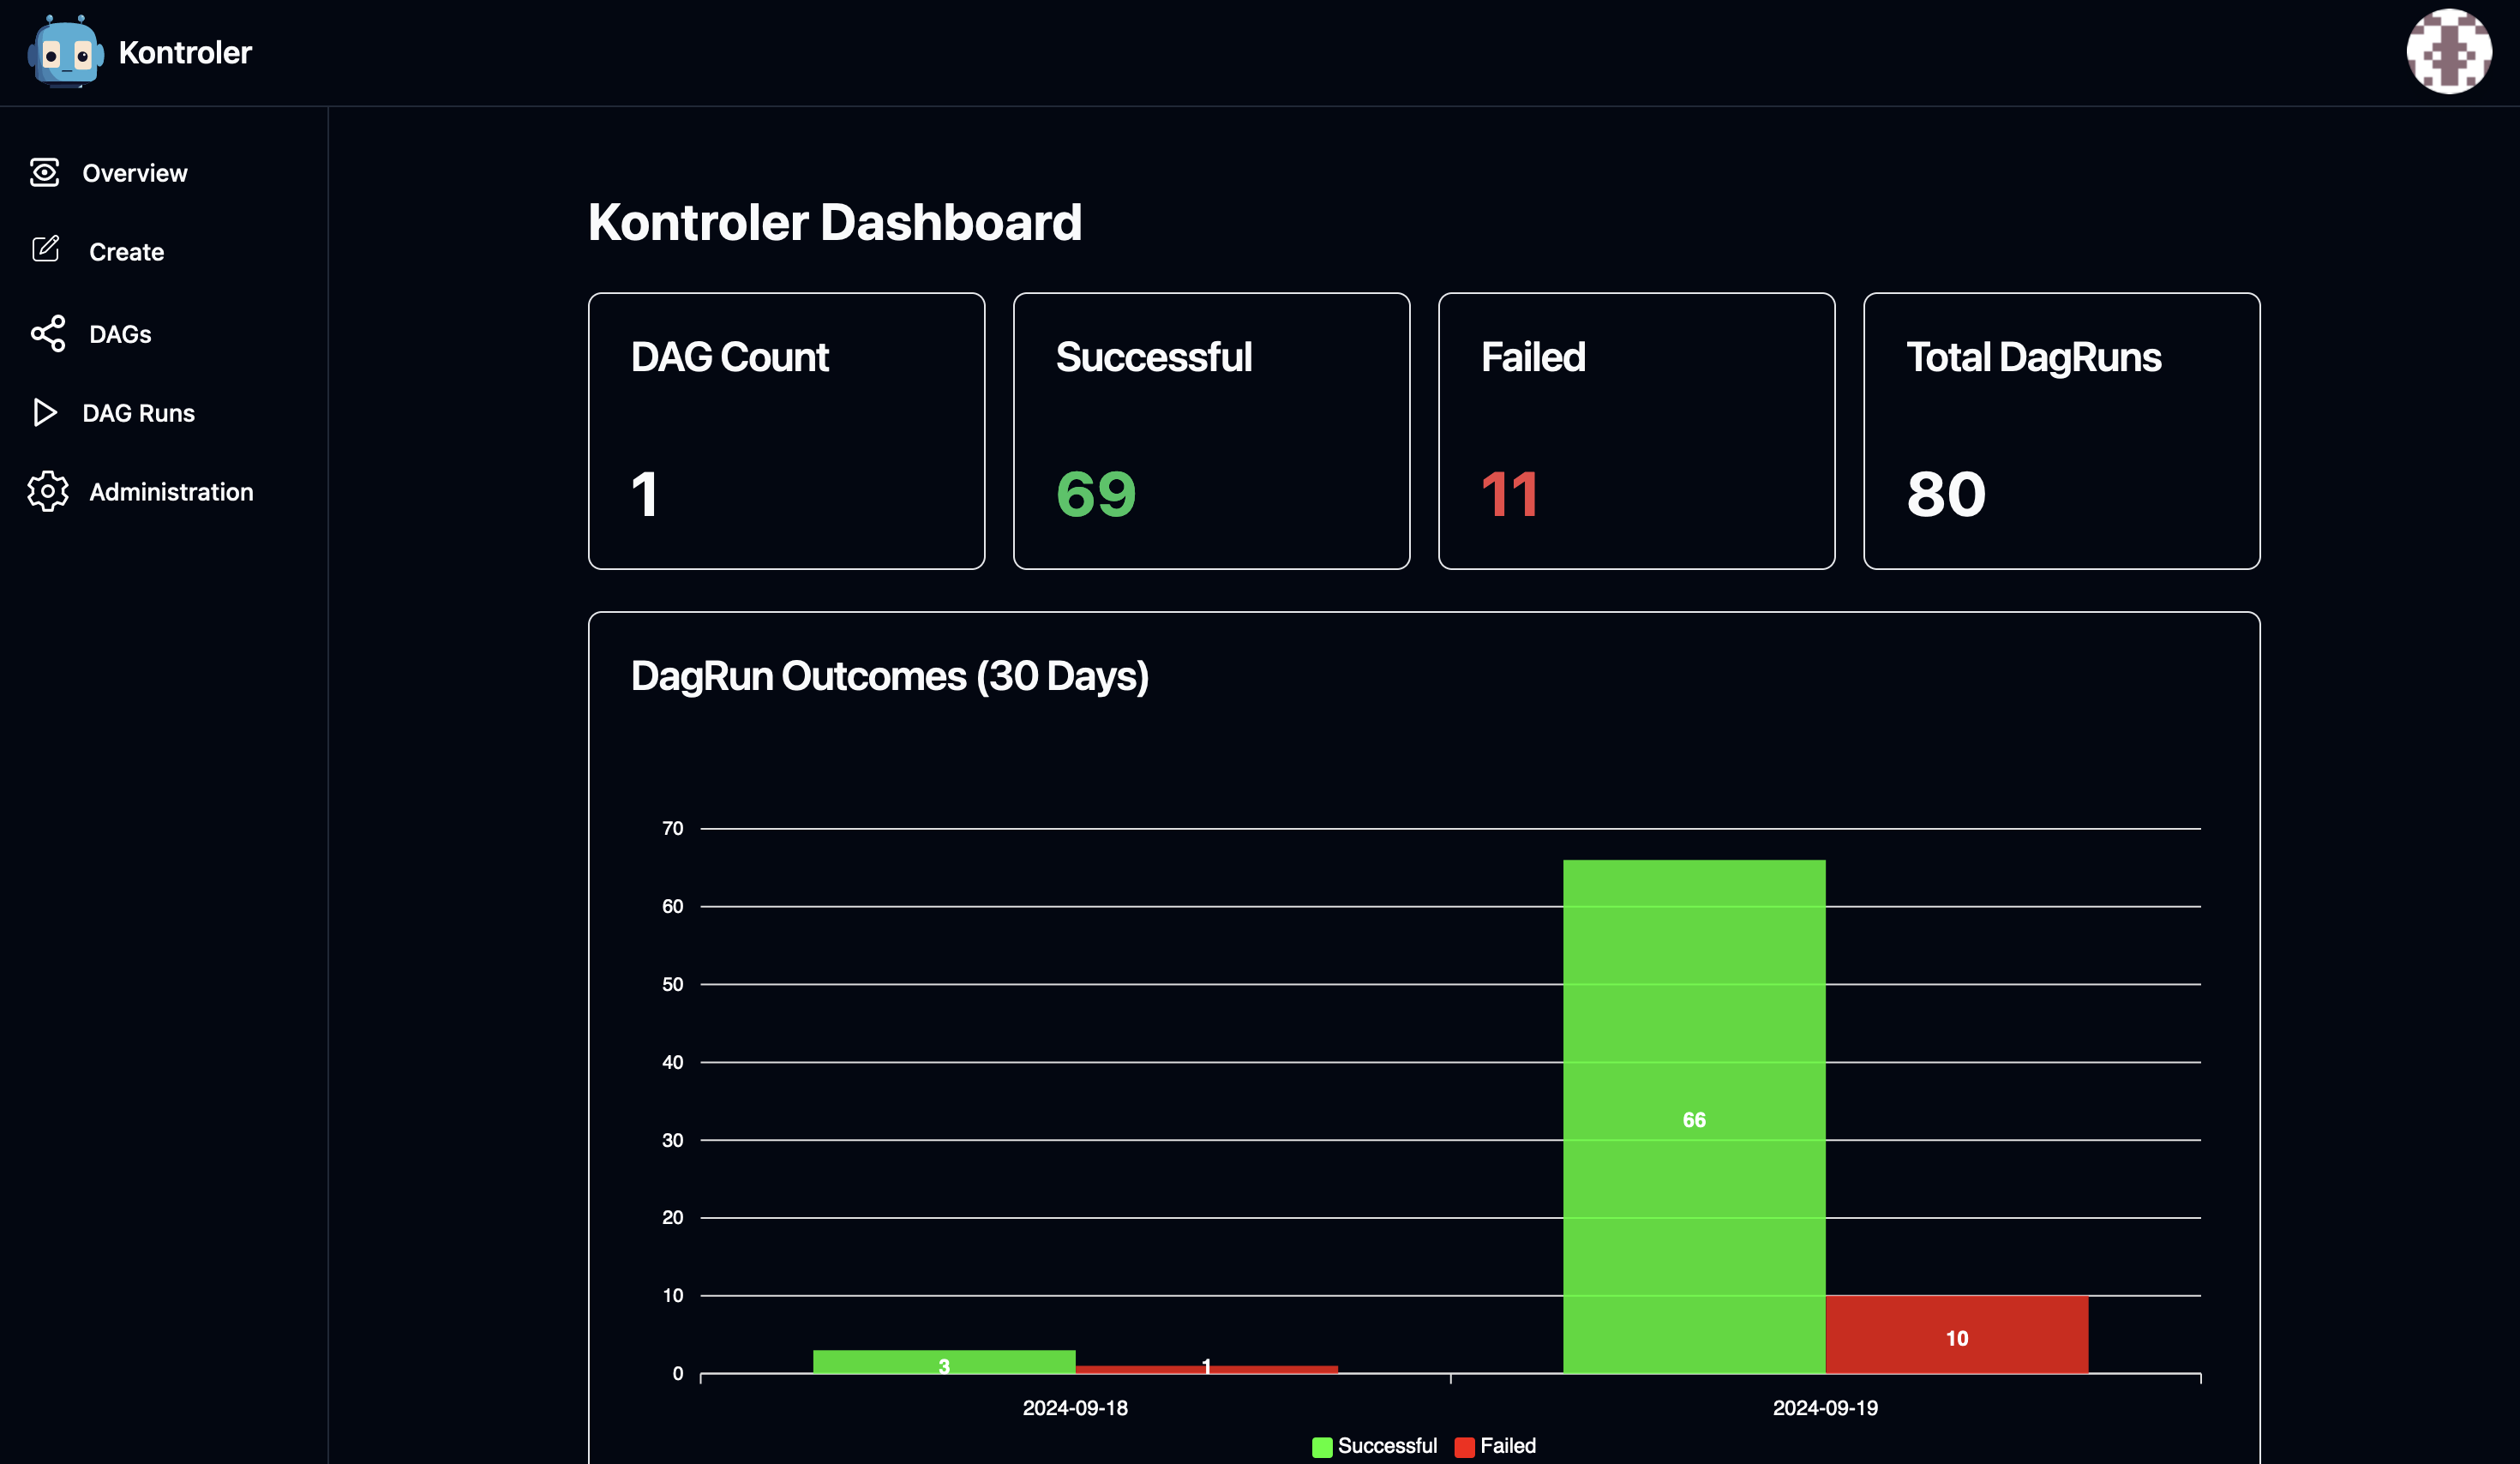 Kontroler
Overview
Create
DAGs
DAG Runs
Administration
Kontroler Dashboard
DAG Count
1
Successful
69
Failed
11
Total DagRuns
80
DagRun Outcomes (30 Days)
70
60
50
40
30
20
10
0
3
1
66
10
2024-09-18
2024-09-19
Successful
Failed